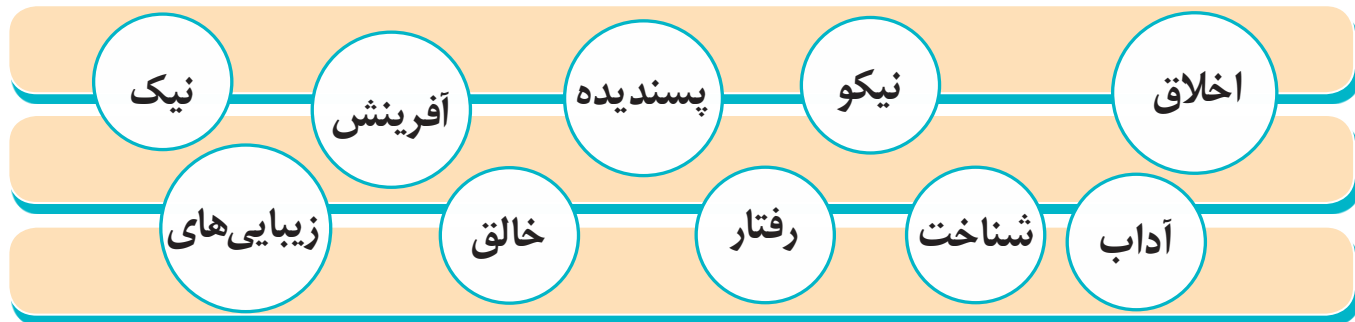 اخلاق نیکو پسندیده آفرینش نیک
آداب شناخت رفتار خالق زیبایی‌های